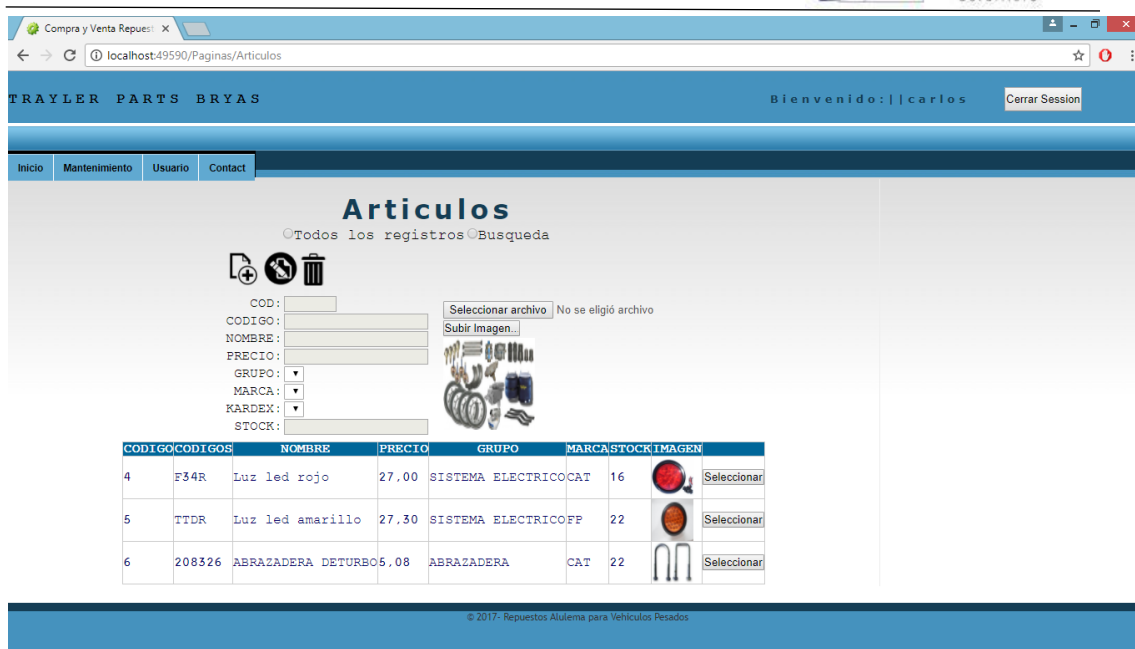 Compra y Venta Repuest
localhost:49590/Paginas/Articulos
TRAYLER PARTS BRYAS
Bienvenido:||carlos
Cerrar Session
Inicio Mantenimiento Usuario Contact
Articulos
Todos los registros Busqueda
COD:
CODIGO:
NOMBRE:
PRECIO:
GRUPO:
MARCA:
KARDEX:
STOCK:
Seleccionar archivo No se eligió archivo
Subir Imagen...
CODIGO CODIGOS NOMBRE PRECIO GRUPO MARCA STOCK IMAGEN
4 F34R Luz led rojo 27,00 SISTEMA ELECTRICO CAT 16 Seleccionar
5 TTDR Luz led amarillo 27,30 SISTEMA ELECTRICO FP 22 Seleccionar
6 208326 ABRAZADERA DETURBO 5,08 ABRAZADERA CAT 22 Seleccionar
© 2017- Repuestos Alulema para Vehiculos Pesados